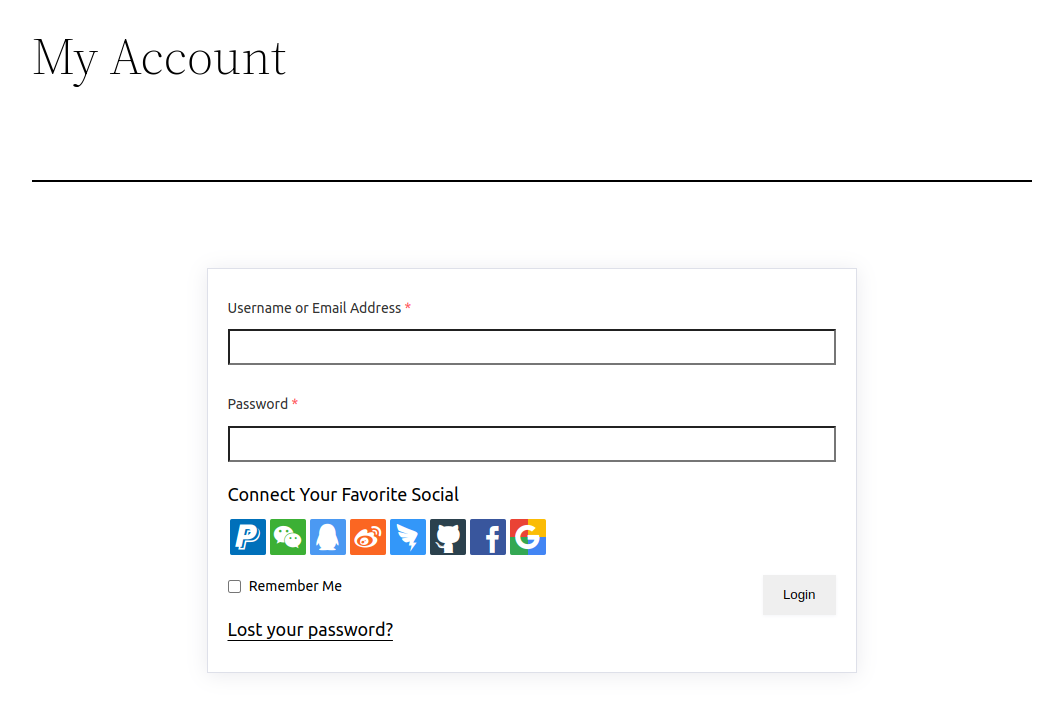 My Account
Username or Email Address *
Password *
Connect Your Favorite Social
Remember Me
Login
Lost your password?